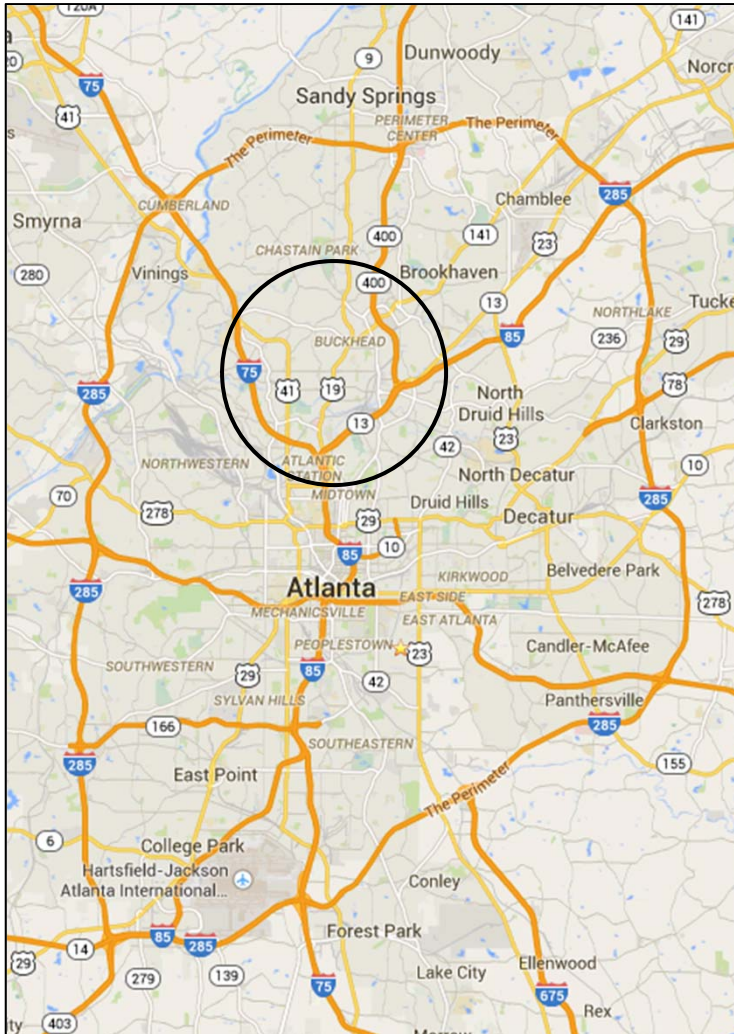 120A
141
9
Dunwoody
Norcr
75
Sandy Springs
41
PERIMETER
CENTER
The Perimeter
The Perimeter
285
Chamblee
CUMBERLAND
Smyrna
400
141
23
CHASTAIN PARK
280
Vinings
400
Brookhaven
13
NORTHLAKE
Tucke
85
236
29
BUCKHEAD
75
285
41
19
78
North
Druid Hills
13
Clarkston
23
42
NORTHWESTERN
ATLANTIC
STATION
10
North Decatur
70
MIDTOWN
285
278
Druid Hills
29
Decatur
10
85
Belvedere Park
KIRKWOOD
285
Atlanta
EAST SIDE
278
MECHANICSVILLE
EAST ATLANTA
PEOPLESTOWN
23
Candler-McAfee
SOUTHWESTERN
85
29
42
SYLVAN HILLS
Panthersville
166
285
SOUTHEASTERN
285
155
East Point
The Perimeter
6
College Park
Hartsfield-Jackson
Atlanta International...
Conley
85
285
Forest Park
14
29
279
139
75
Lake City
Ellenwood
675
Rex
ty
403